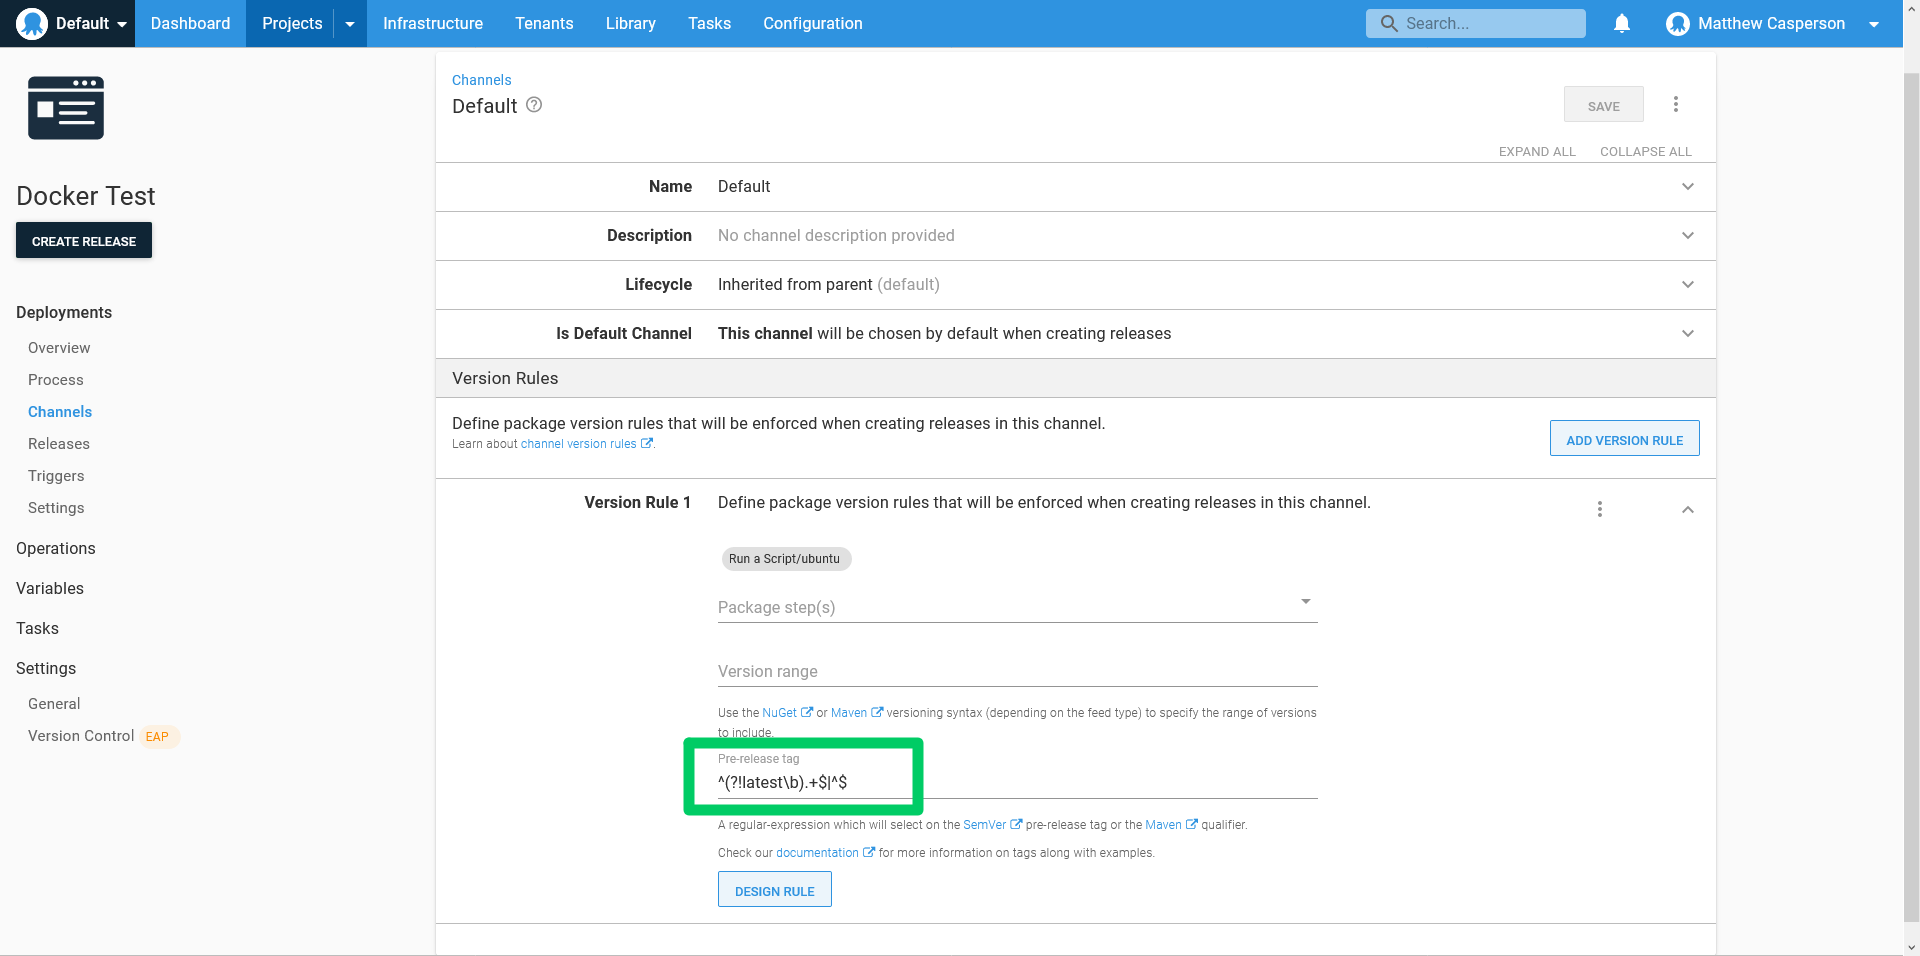 Default
Dashboard
Projects
Infrastructure
Tenants
Library
Tasks
Configuration
Search...
Matthew Casperson
Docker Test
CREATE RELEASE
Deployments
Overview
Process
Channels
Releases
Triggers
Settings
Operations
Variables
Tasks
Settings
General
Version Control EAP
Channels
Default
SAVE
EXPAND ALL
COLLAPSE ALL
Name Default
Description No channel description provided
Lifecycle Inherited from parent (default)
Is Default Channel This channel will be chosen by default when creating releases
Version Rules
Define package version rules that will be enforced when creating releases in this channel.
Learn about channel version rules .
ADD VERSION RULE
Version Rule 1 Define package version rules that will be enforced when creating releases in this channel.
Run a Script/ubuntu
Package step(s)
Version range
Use the NuGet or Maven versioning syntax (depending on the feed type) to specify the range of versions
to include.
Pre-release tag
^(?!latest\b).+$|^$
A regular-expression which will select on the SemVer pre-release tag or the Maven qualifier.
Check our documentation for more information on tags along with examples.
DESIGN RULE